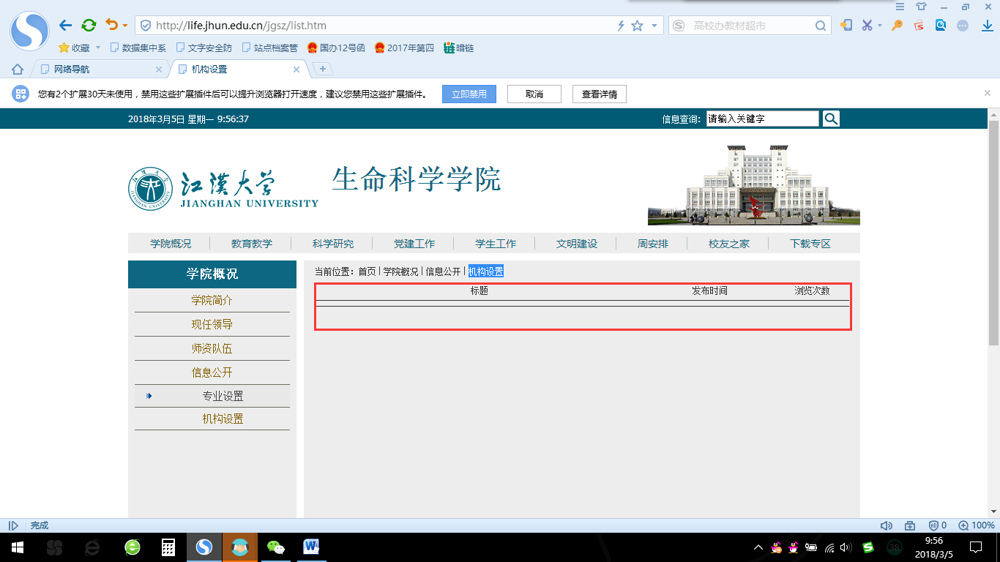 http://life.jhun.edu.cn/jgsz/list.htm
高校办教材超市
收藏 数据集中系 文字安全防 站点档案管 国办12号函 2017年第四 暗链
网络导航 机构设置
您有2个扩展30天未使用，禁用这些扩展插件后可以提升浏览器打开速度，建议您禁用这些扩展插件。 立即禁用 取消 查看详情
2018年3月5日 星期一 9:56:37 信息查询: 请输入关键字
江漢大学 生命科学学院
JIANGHAN UNIVERSITY
学院概况 教育教学 科学研究 党建工作 学生工作 文明建设 周安排 校友之家 下载专区
学院概况
学院简介
现任领导
师资队伍
信息公开
专业设置
机构设置
当前位置: 首页 | 学院概况 | 信息公开 | 机构设置
标题 发布时间 浏览次数
完成 0 100%
38
9:56
2018/3/5